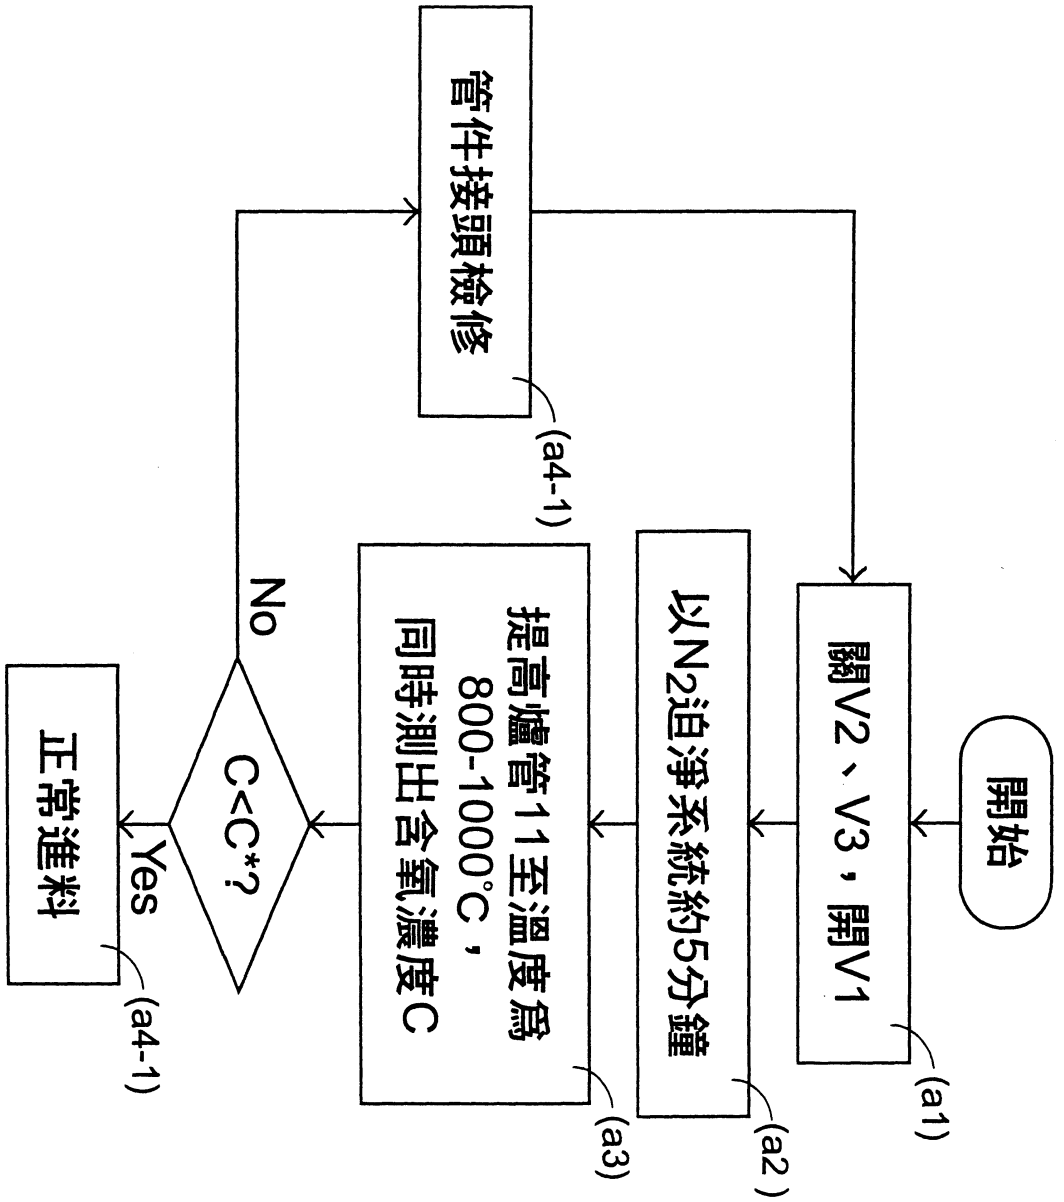 開始
關V2、V3，開V1
(a1)
以N₂迫淨系統約5分鐘
(a2)
提高爐管11至溫度為
800-1000°C，
同時測出含氧濃度C
(a3)
C<C*?
No
Yes
管件接頭檢修
(a4-1)
正常進料
(a4-1)